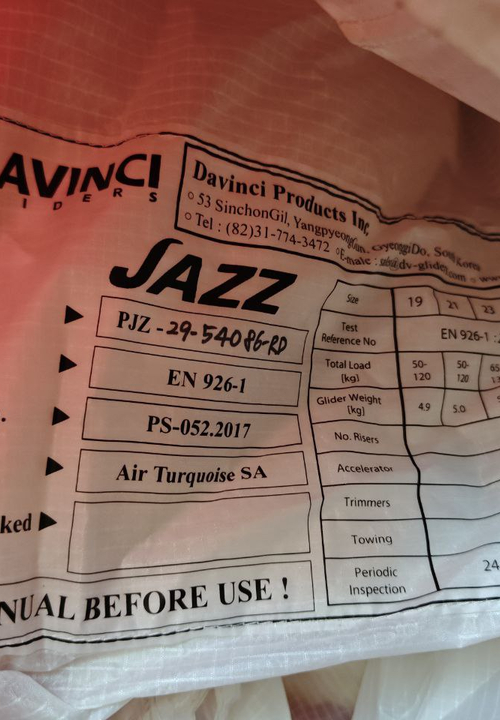 AVINCI
IDERS
Davinci Products Inc,
53 SinchonGil, Yangpyeong
Tel : (82)31-774-3472
JAZZ
PJZ -29-54086-RD
EN 926-1
PS-052.2017
Air Turquoise SA
ked
NUAL BEFORE USE !
Size 19 21 23
Test Reference No EN 926-1 :
Total Load (kg) 50-120 50-120
Glider Weight (kg) 4.9 5.0
No. Risers
Accelerator
Trimmers
Towing
Periodic Inspection 24